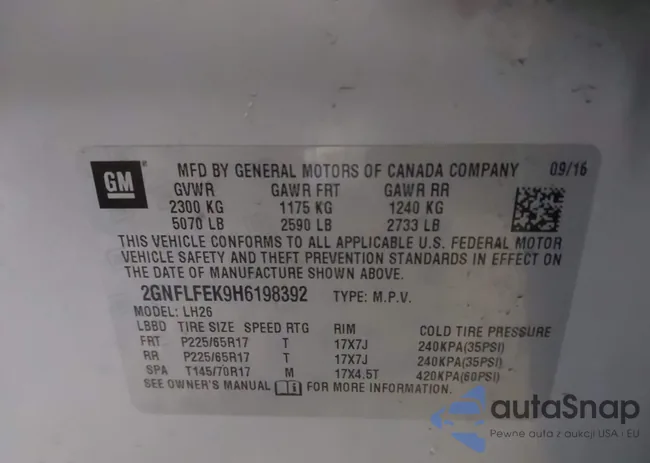 GM
MFD BY GENERAL MOTORS OF CANADA COMPANY 09/16
GVWR GAWR FRT GAWR RR
2300 KG 1175 KG 1240 KG
5070 LB 2590 LB 2733 LB
THIS VEHICLE CONFORMS TO ALL APPLICABLE U.S. FEDERAL MOTOR
VEHICLE SAFETY AND THEFT PREVENTION STANDARDS IN EFFECT ON
THE DATE OF MANUFACTURE SHOWN ABOVE.
2GNFLFEK9H6198392 TYPE: M.P.V.
MODEL: LH26
LBBD TIRE SIZE SPEED RTG RIM COLD TIRE PRESSURE
FRT P225/65R17 T 17X7J 240KPA(35PSI)
RR P225/65R17 T 17X7J 240KPA(35PSI)
SPA T145/70R17 M 17X4.5T 420KPA(60PSI)
SEE OWNER'S MANUAL FOR MORE INFORMATION.
autaSnap
Pewne auta z aukcji USA i EU